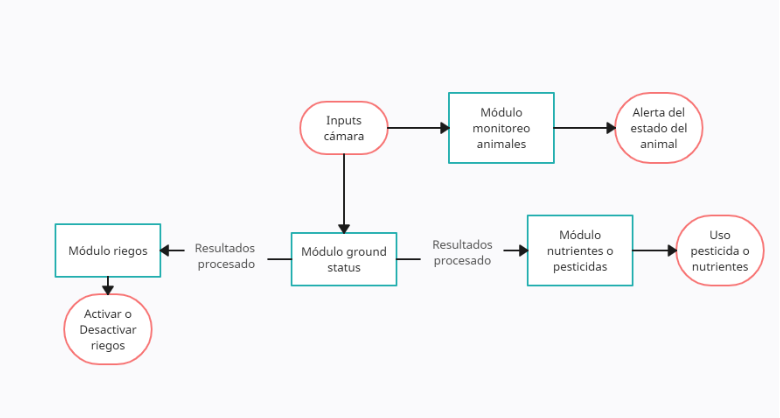 Inputs
cámara
Módulo
monitoreo
animales
Alerta del
estado del
animal
Módulo riegos
Resultados
procesado
Módulo ground
status
Resultados
procesado
Módulo
nutrientes o
pesticidas
Uso
pesticida o
nutrientes
Activar o
Desactivar
riegos